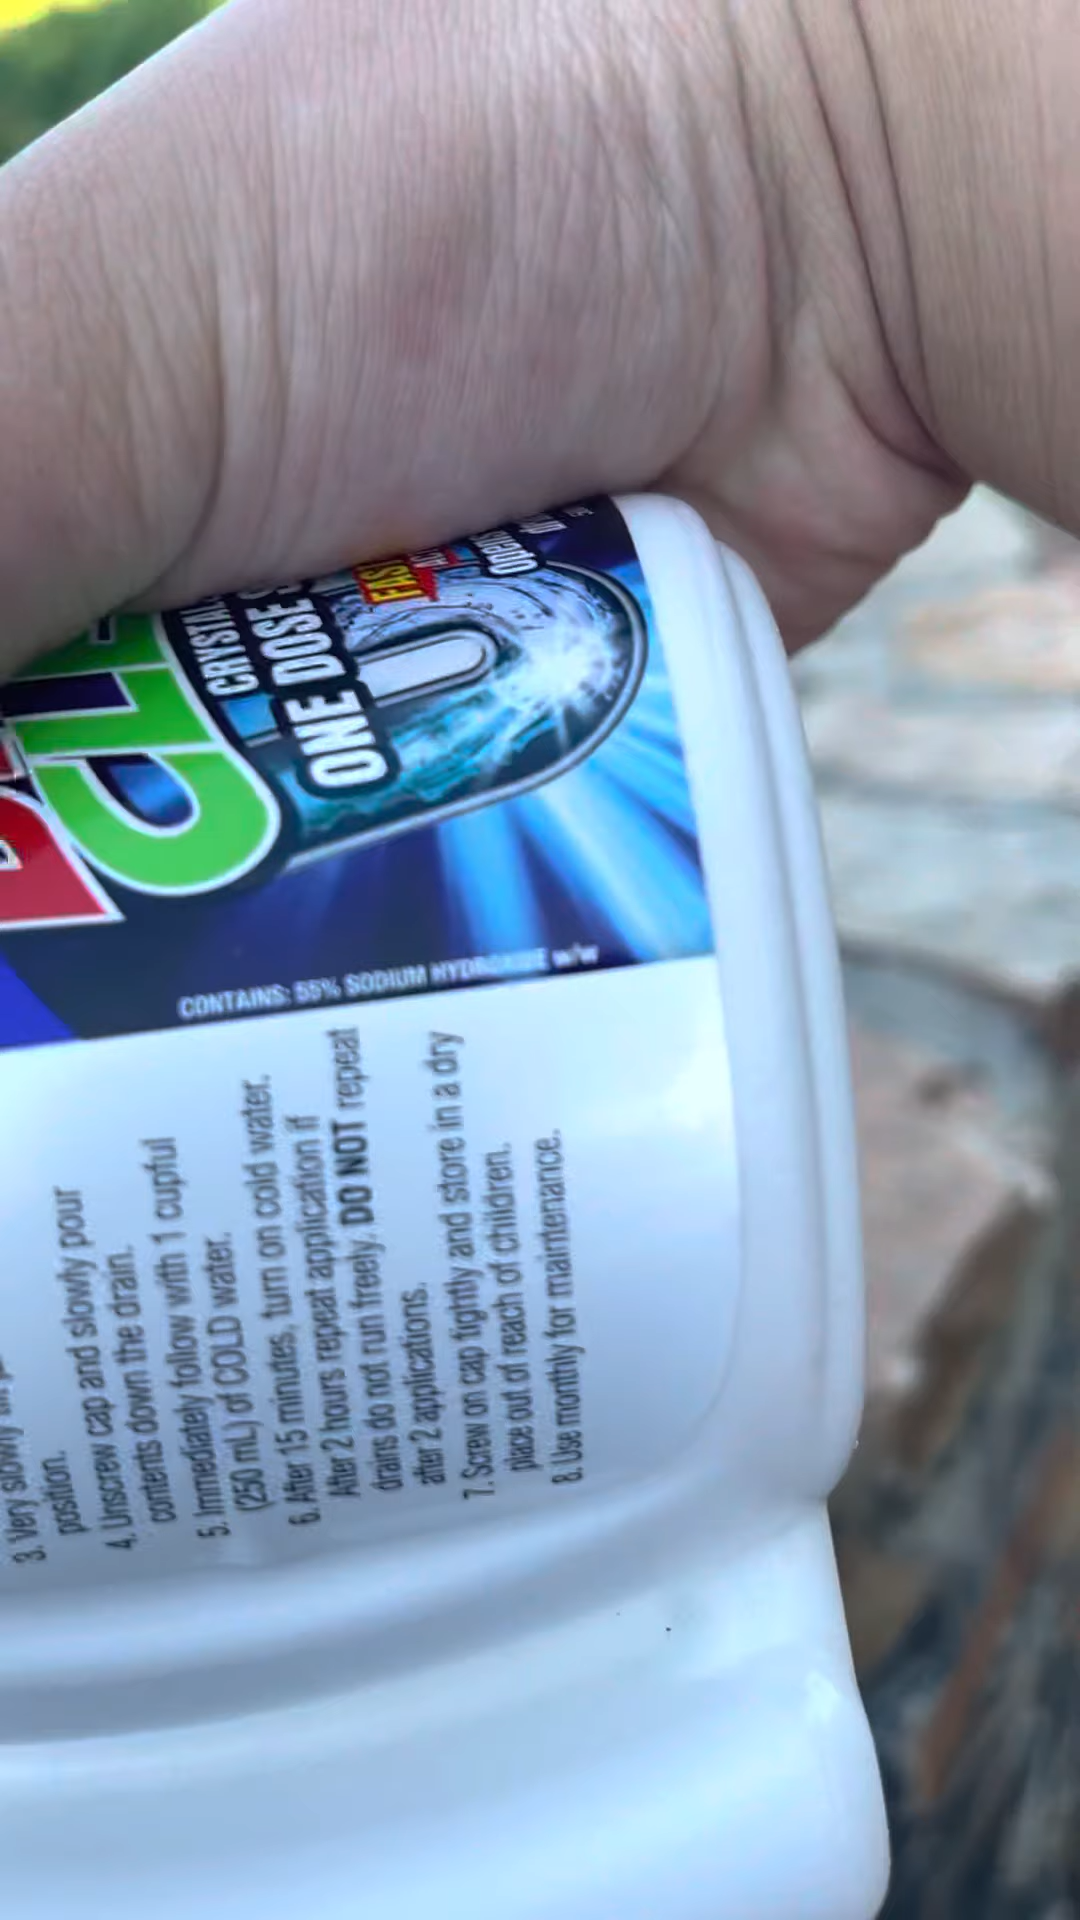 CRYSTAL
ONE DOSE
FAS
opens
CONTAINS: 55% SODIUM HYDROXIDE w/w
3. Very slowly
position.
4. Unscrew cap and slowly pour
contents down the drain.
5. Immediately follow with 1 cupful
(250 mL) of COLD water.
6. After 15 minutes, turn on cold water.
After 2 hours repeat application if
drains do not run freely. DO NOT repeat
after 2 applications.
7. Screw on cap tightly and store in a dry
place out of reach of children.
8. Use monthly for maintenance.